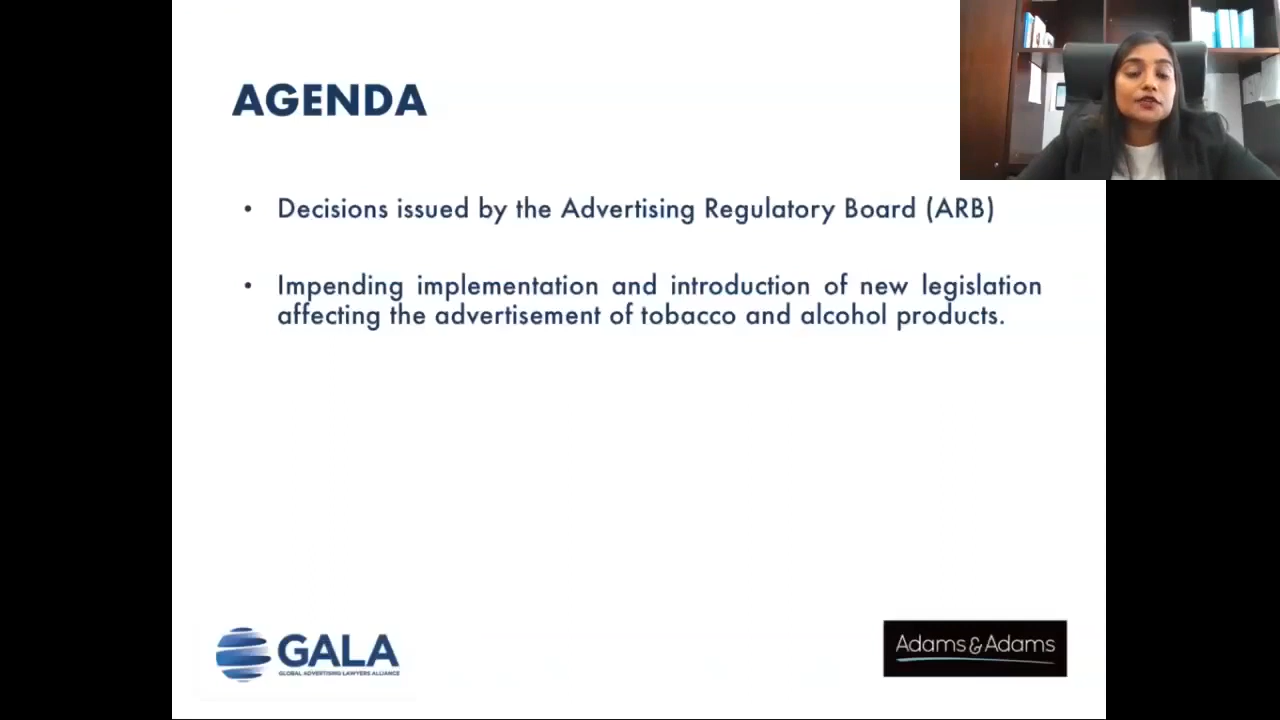 AGENDA
• Decisions issued by the Advertising Regulatory Board (ARB)
• Impending implementation and introduction of new legislation
affecting the advertisement of tobacco and alcohol products.
GALA
GLOBAL ADVERTISING LAWYERS ALLIANCE
Adams&Adams